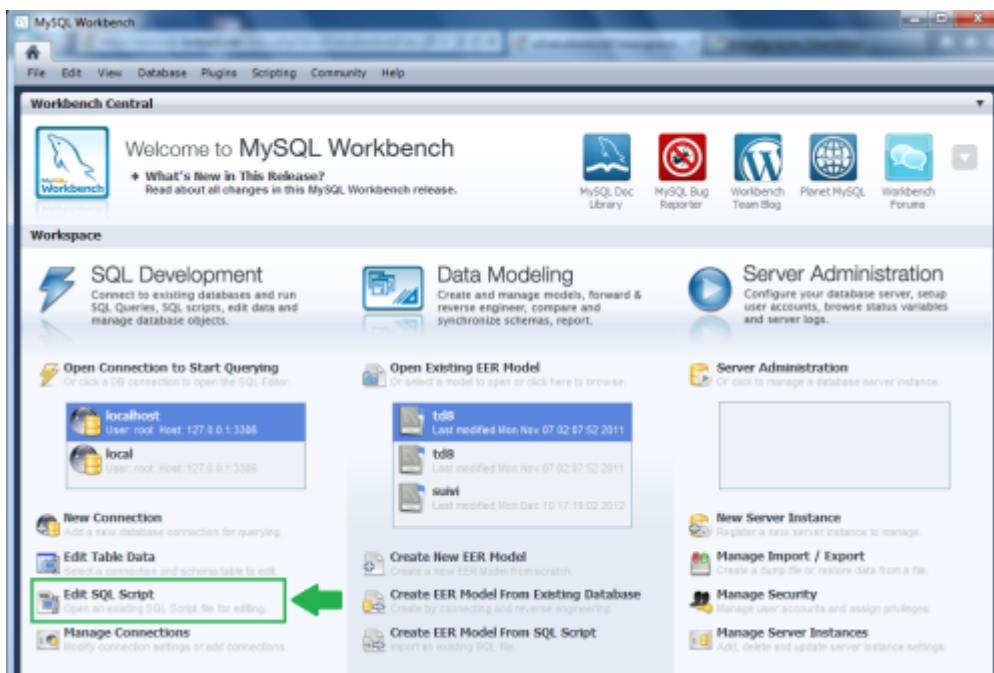 MySQL Workbench
File Edit View Database Plugins Scripting Community Help
Workbench Central
MySQL
Workbench
Welcome to MySQL Workbench
What's New in This Release?
Read about all changes in this MySQL Workbench release.
MySQL Doc
Library
MySQL Bug
Reporter
Workbench
Team Blog
Planet MySQL
Workbench
Forums
Workspace
SQL Development
Connect to existing databases and run
SQL Queries, SQL scripts, edit data and
manage database objects.
Open Connection to Start Querying
Or click a DB connection to open the SQL Editor.
localhost
User: root Host: 127.0.0.1:3306
local
User: root Host: 127.0.0.1:3306
New Connection
Add a new database connection for querying.
Edit Table Data
Select a connection and schema table to edit.
Edit SQL Script
Open an existing SQL Script file for editing.
Manage Connections
Modify connection settings or add connections.
Data Modeling
Create and manage models, forward &
reverse engineer, compare and
synchronize schemas, report.
Open Existing EER Model
Or select a model to open or click here to browse.
td8
Last modified Mon Nov 07 02:07:52 2011
td8
Last modified Mon Nov 07 02:07:52 2011
suivi
Last modified Mon Dec 10 17:19:02 2012
Create New EER Model
Create a new EER Model from scratch.
Create EER Model From Existing Database
Create by connecting and reverse engineering.
Create EER Model From SQL Script
Import an existing SQL file.
Server Administration
Configure your database server, setup
user accounts, browse status variables
and server logs.
Server Administration
Or click to manage a database server instance.
New Server Instance
Register a new server instance to manage.
Manage Import / Export
Create a dump file or restore data from a file.
Manage Security
Manage user accounts and assign privileges.
Manage Server Instances
Add, delete and update server instance settings.